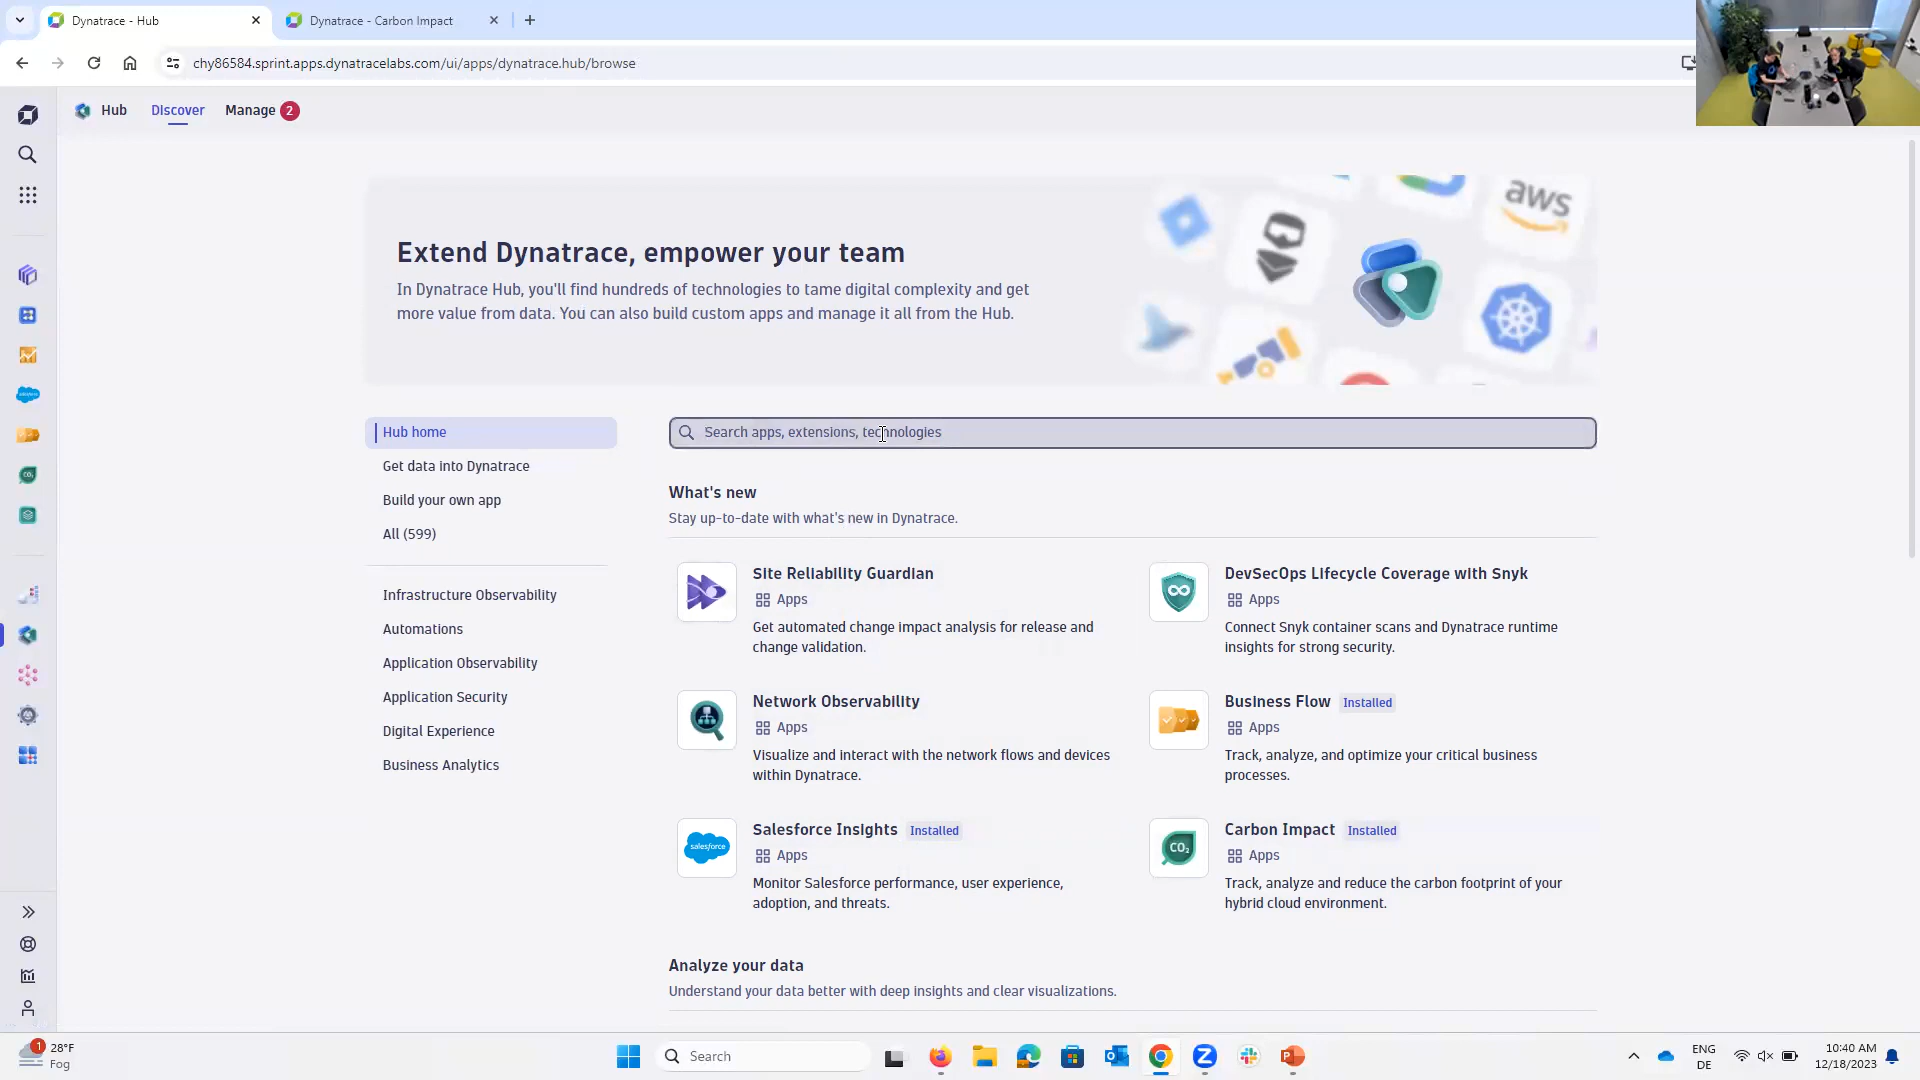 Dynatrace - Hub
Dynatrace - Carbon Impact
chy86584.sprint.apps.dynatracelabs.com/ui/apps/dynatrace.hub/browse
Hub
Discover
Manage 2
Extend Dynatrace, empower your team
In Dynatrace Hub, you'll find hundreds of technologies to tame digital complexity and get
more value from data. You can also build custom apps and manage it all from the Hub.
aws
Hub home
Get data into Dynatrace
Build your own app
All (599)
Infrastructure Observability
Automations
Application Observability
Application Security
Digital Experience
Business Analytics
Search apps, extensions, technologies
What's new
Stay up-to-date with what's new in Dynatrace.
Site Reliability Guardian
Apps
Get automated change impact analysis for release and
change validation.
DevSecOps Lifecycle Coverage with Snyk
Apps
Connect Snyk container scans and Dynatrace runtime
insights for strong security.
Network Observability
Apps
Visualize and interact with the network flows and devices
within Dynatrace.
Business Flow Installed
Apps
Track, analyze, and optimize your critical business
processes.
salesforce
Salesforce Insights Installed
Apps
Monitor Salesforce performance, user experience,
adoption, and threats.
CO₂
Carbon Impact Installed
Apps
Track, analyze and reduce the carbon footprint of your
hybrid cloud environment.
Analyze your data
Understand your data better with deep insights and clear visualizations.
1
28°F
Fog
Search
ENG
DE
10:40 AM
12/18/2023